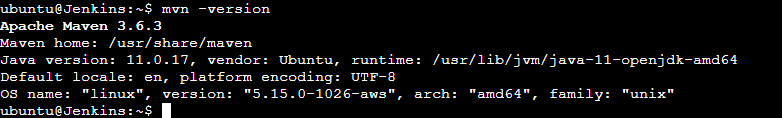 ubuntu@Jenkins:~$ mvn -version
Apache Maven 3.6.3
Maven home: /usr/share/maven
Java version: 11.0.17, vendor: Ubuntu, runtime: /usr/lib/jvm/java-11-openjdk-amd64
Default locale: en, platform encoding: UTF-8
OS name: "linux", version: "5.15.0-1026-aws", arch: "amd64", family: "unix"
ubuntu@Jenkins:~$